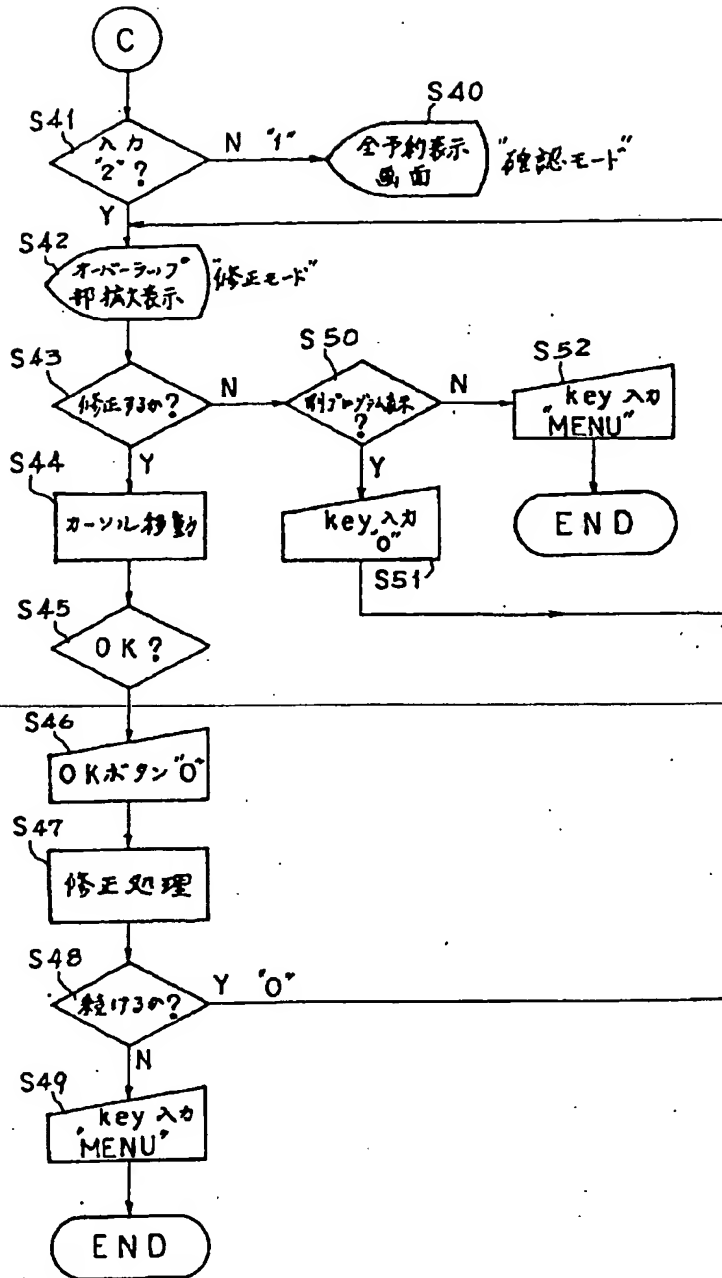 C
S41
入力
"2"?
N "1"
S40
全予約表示
画面
"確認モード"
Y
S42
オーバーラップ
部拡大表示
"修正モード"
S43
修正するか?
N
S50
別プログラム表示
?
N
S52
key 入力
"MENU"
Y
S44
カーソル移動
Y
key 入力
"0"
S51
END
S45
OK?
S46
OKボタン"0"
S47
修正処理
S48
続けるか?
Y "0"
N
S49
key 入力
"MENU"
END